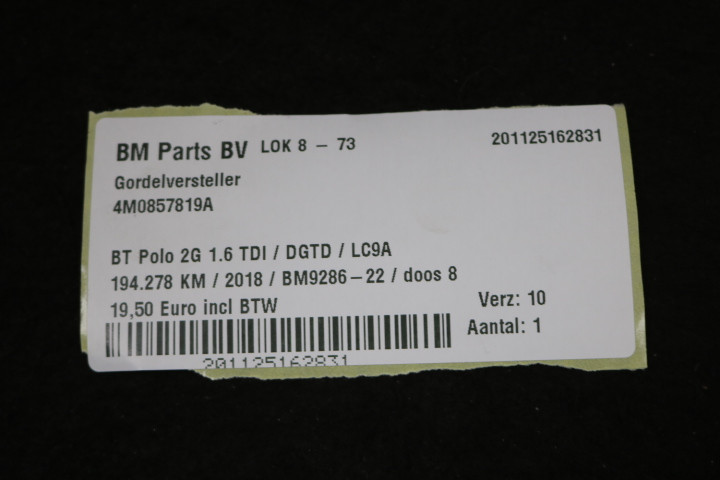 BM Parts BV LOK 8 - 73 201125162831
Gordelversteller
4M0857819A
BT Polo 2G 1.6 TDI / DGTD / LC9A
194.278 KM / 2018 / BM9286-22 / doos 8
19,50 Euro incl BTW Verz: 10
Aantal: 1
201125162831